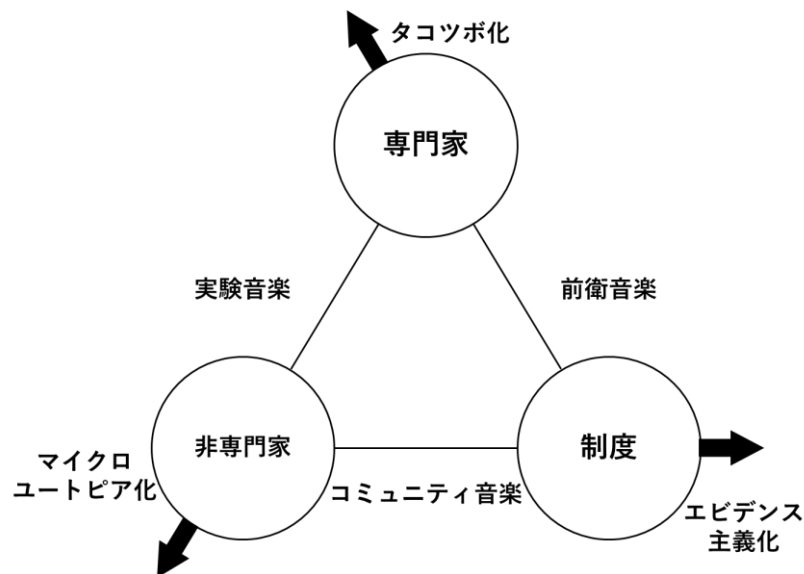 タコツボ化
専門家
実験音楽
前衛音楽
非専門家
制度
マイクロ
ユートピア化
コミュニティ音楽
エビデンス
主義化